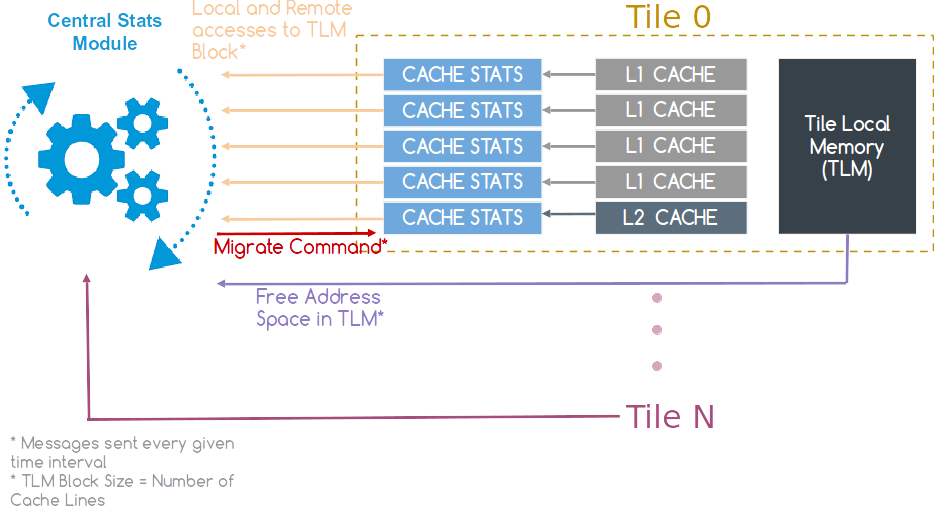 Central Stats
Module
Local and Remote
accesses to TLM
Block*
Tile 0
CACHE STATS
L1 CACHE
CACHE STATS
L1 CACHE
CACHE STATS
L1 CACHE
CACHE STATS
L1 CACHE
CACHE STATS
L2 CACHE
Tile Local
Memory
(TLM)
Migrate Command*
Free Address
Space in TLM*
Tile N
* Messages sent every given
time interval
* TLM Block Size = Number of
Cache Lines